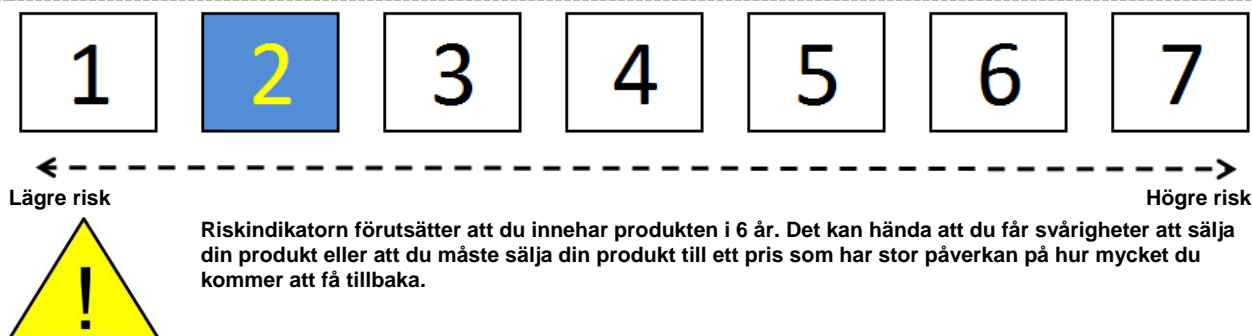 1 2 3 4 5 6 7
Lägre risk Högre risk
Riskindikatorn förutsätter att du innehar produkten i 6 år. Det kan hända att du får svårigheter att sälja
din produkt eller att du måste sälja din produkt till ett pris som har stor påverkan på hur mycket du
kommer att få tillbaka.
!